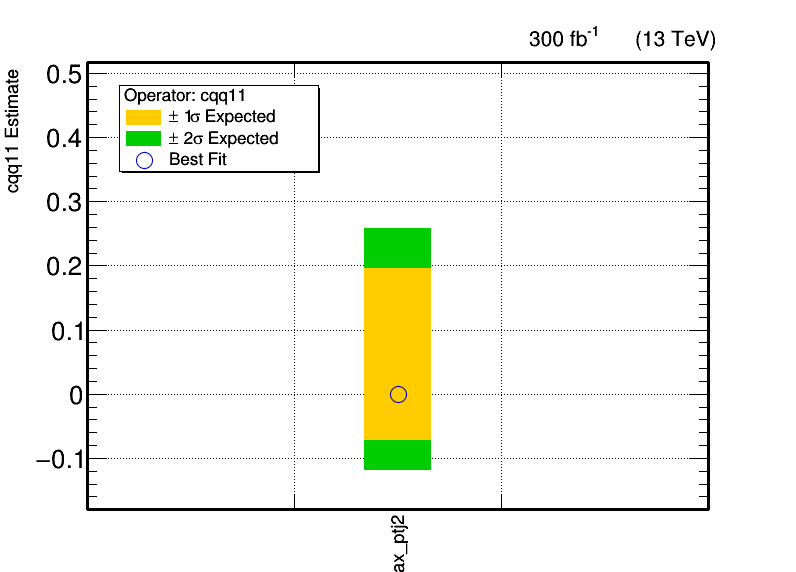 300 fb-1 (13 TeV)
cqq11 Estimate
0.5
0.4
0.3
0.2
0.1
0
−0.1
Operator: cqq11
± 1σ Expected
± 2σ Expected
Best Fit
ax_ptj2